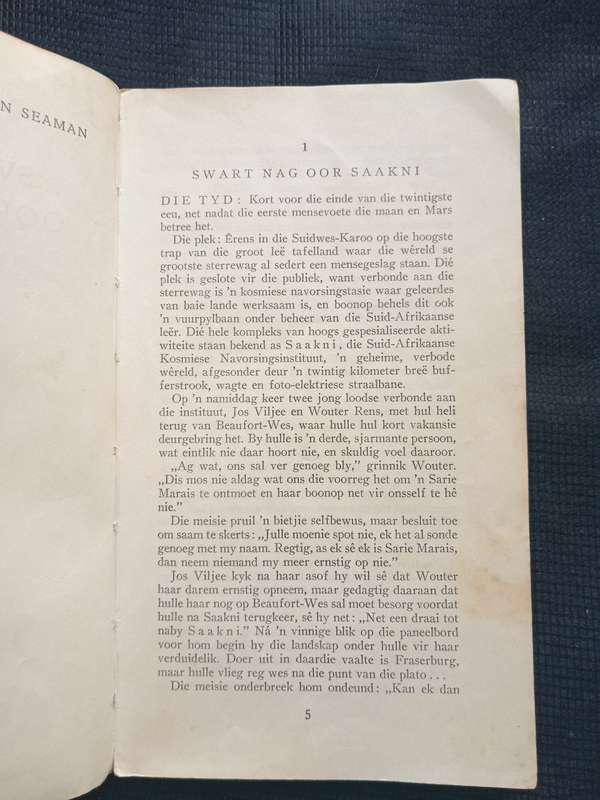 N SEAMAN
1
SWART NAG OOR SAAKNI
DIE TYD: Kort voor die einde van die twintigste
eeu, net nadat die eerste mensevoete die maan en Mars
betree het.
Die plek: Êrens in die Suidwes-Karoo op die hoogste
trap van die groot leë tafelland waar die wêreld se
grootste sterrewag al sedert een mensegeslag staan. Dié
plek is geslote vir die publiek, want verbonde aan die
sterrewag is 'n kosmiese navorsingstasie waar geleerdes
van baie lande werksaam is, en boonop behels dit ook
'n vuurpylbaan onder beheer van die Suid-Afrikaanse
leër. Dié hele kompleks van hoogs gespesialiseerde akti-
witeite staan bekend as Saakni, die Suid-Afrikaanse
Kosmiese Navorsingsinstituut, 'n geheime, verbode
wêreld, afgesonder deur 'n twintig kilometer breë buf-
ferstrook, wagte en foto-elektriese straalbane.
Op 'n namiddag keer twee jong loodse verbonde aan
die instituut, Jos Viljee en Wouter Rens, met hul heli
terug van Beaufort-Wes, waar hulle hul kort vakansie
deurgebring het. By hulle is 'n derde, sjarmante persoon,
wat eintlik nie daar hoort nie, en skuldig voel daaroor.
„Ag wat, ons sal ver genoeg bly,” grinnik Wouter.
„Dis mos nie aldag wat ons die voorreg het om 'n Sarie
Marais te ontmoet en haar boonop net vir onsself te hê
nie.”
Die meisie pruil 'n bietjie selfbewus, maar besluit toe
om saam te skerts: „Julle moenie spot nie, ek het al sonde
genoeg met my naam. Regtig, as ek sê ek is Sarie Marais,
dan neem niemand my meer ernstig op nie.”
Jos Viljee kyk na haar asof hy wil sê dat Wouter
haar darem ernstig opneem, maar gedagtig daaraan dat
hulle haar nog op Beaufort-Wes sal moet besorg voordat
hulle na Saakni terugkeer, sê hy net: „Net een draai tot
naby Saakni.” Ná 'n vinnige blik op die paneelbord
voor hom begin hy die landskap onder hulle vir haar
verduidelik. Doer uit in daardie vaalte is Fraserburg,
maar hulle vlieg reg wes na die punt van die plato . . .
Die meisie onderbreek hom ondeund: „Kan ek dan
5